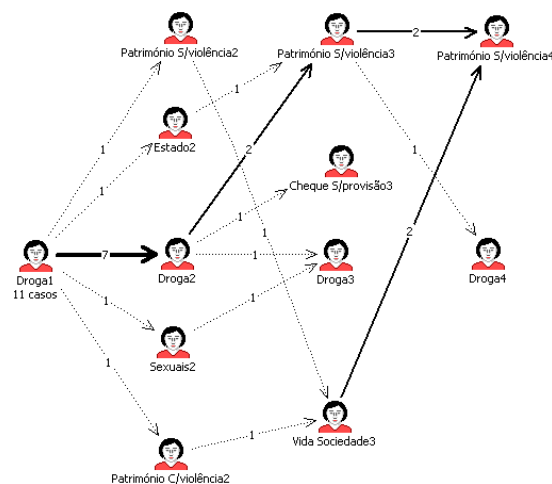 Património S/violência2
Património S/violência3
Património S/violência4
2
1
1
Estado2
1
1
2
Cheque S/provisão3
1
1
2
7
1
Droga1
11 casos
Droga2
Droga3
Droga4
1
1
Sexuais2
1
1
Vida Sociedade3
Património C/violência2